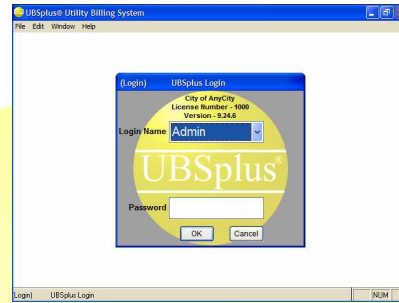 UBSplus® Utility Billing System
File Edit Window Help
(Login) UBSplus Login
City of AnyCity
License Number - 1000
Version - 9.24.6
Login Name Admin
UBSplus®
Password
OK Cancel
(Login) UBSplus Login NUM